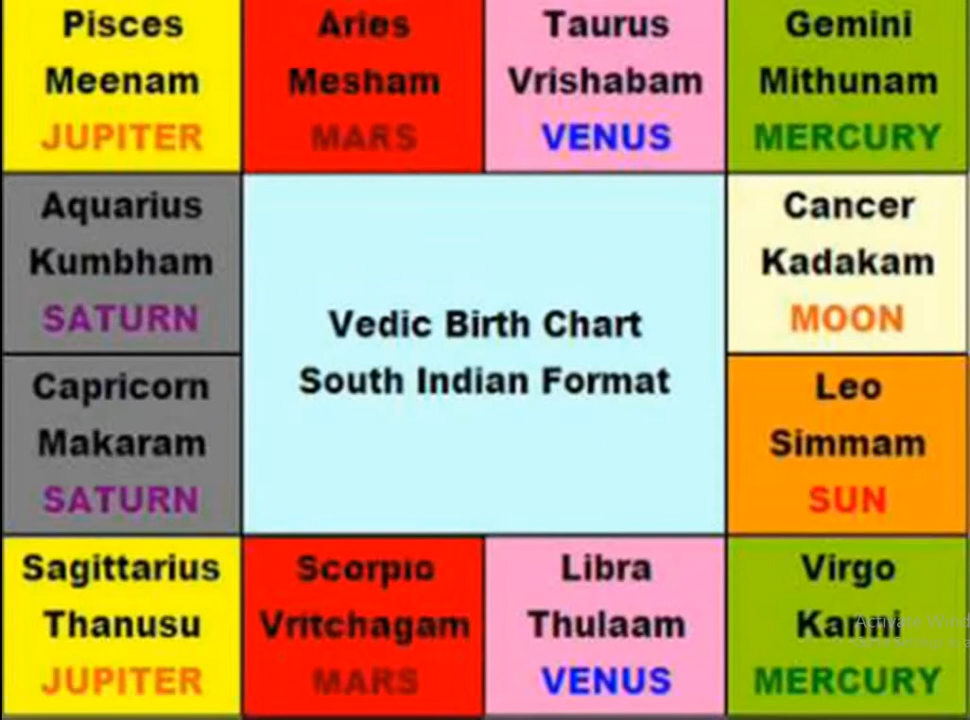 Pisces
Meenam
JUPITER
Aries
Mesham
MARS
Taurus
Vrishabam
VENUS
Gemini
Mithunam
MERCURY
Aquarius
Kumbham
SATURN
Vedic Birth Chart
South Indian Format
Cancer
Kadakam
MOON
Capricorn
Makaram
SATURN
Leo
Simmam
SUN
Sagittarius
Thanusu
JUPITER
Scorpio
Vritchagam
MARS
Libra
Thulaam
VENUS
Virgo
Kanni
MERCURY
Activate Wind